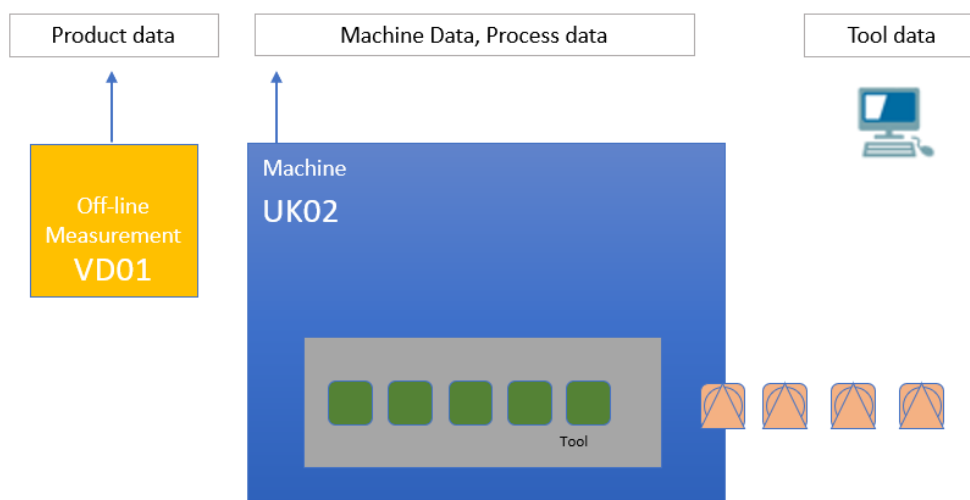 Product data
Machine Data, Process data
Tool data
Machine
UK02
Off-line
Measurement
VD01
Tool